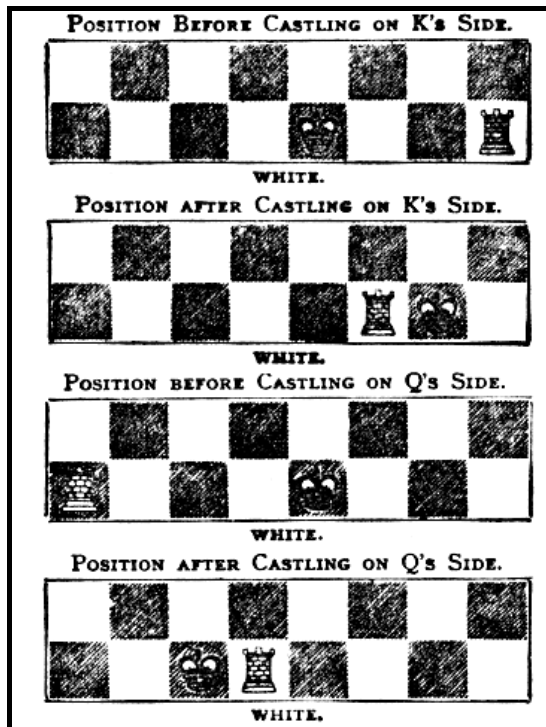 Position Before Castling on K's Side.
WHITE.
Position after Castling on K's Side.
WHITE.
Position before Castling on Q's Side.
WHITE.
Position after Castling on Q's Side.
WHITE.